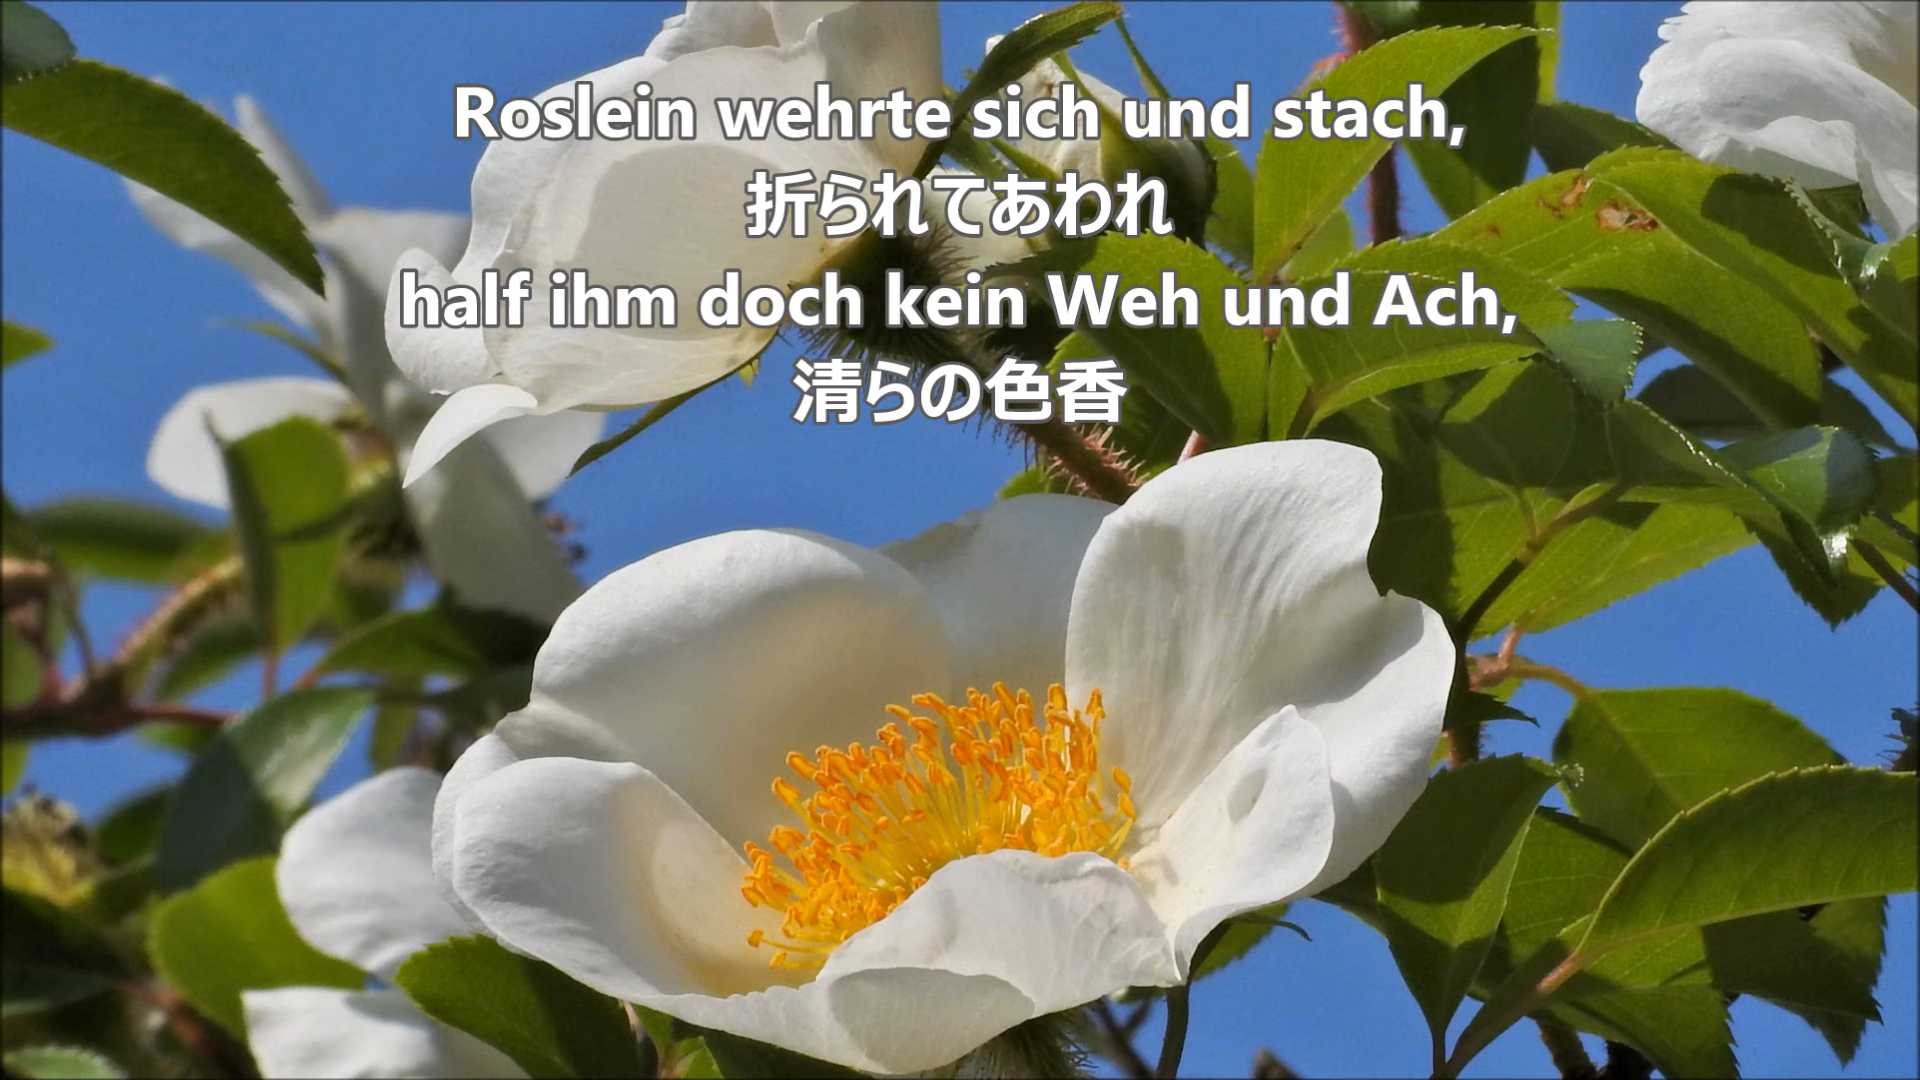 Roslein wehrte sich und stach,
折られてあわれ
half ihm doch kein Weh und Ach,
清らの色香